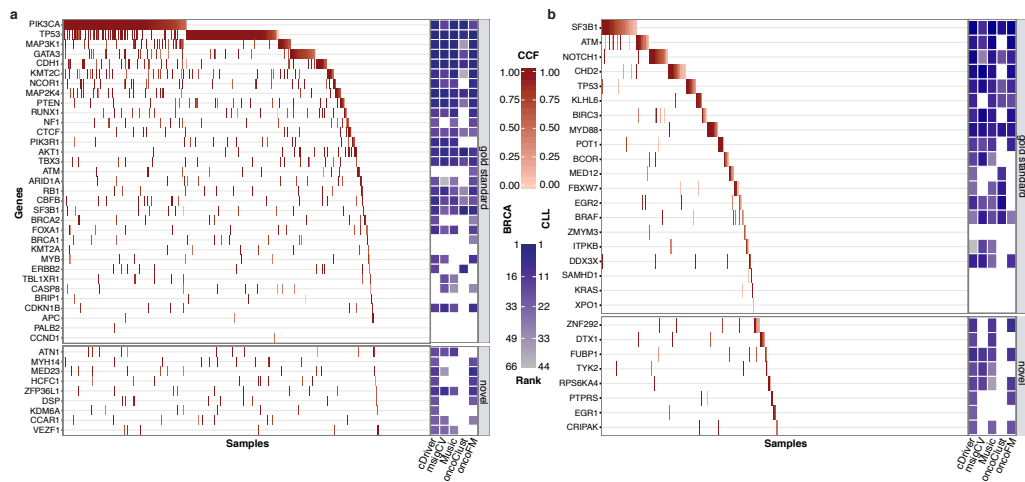 a
PIK3CA
TP53
MAP3K1
GATA3
CDH1
KMT2C
NCOR1
MAP2K4
PTEN
RUNX1
NF1
CTCF
PIK3R1
AKT1
TBX3
ATM
ARID1A
RB1
CBFB
SF3B1
BRCA2
FOXA1
BRCA1
KMT2A
MYB
ERBB2
TBL1XR1
CASP8
BRIP1
CDKN1B
APC
PALB2
CCND1
ATN1
MYH14
MED23
HCFC1
ZFP36L1
DSP
KDM6A
CCAR1
VEZF1
Genes
Samples
gold standard
novel
cDriver
msigCV
Music
oncoClust
oncoFM
CCF
1.00 1.00
0.75 0.75
0.50 0.50
0.25 0.25
0.00 0.00
BRCA
CLL
1 1
16 11
33 22
49 33
66 44
Rank
b
SF3B1
ATM
NOTCH1
CHD2
TP53
KLHL6
BIRC3
MYD88
POT1
BCOR
MED12
FBXW7
EGR2
BRAF
ZMYM3
ITPKB
DDX3X
SAMHD1
KRAS
XPO1
ZNF292
DTX1
FUBP1
TYK2
RPS6KA4
PTPRS
EGR1
CRIPAK
Samples
gold standard
novel
cDriver
msigCV
Music
oncoClust
oncoFM